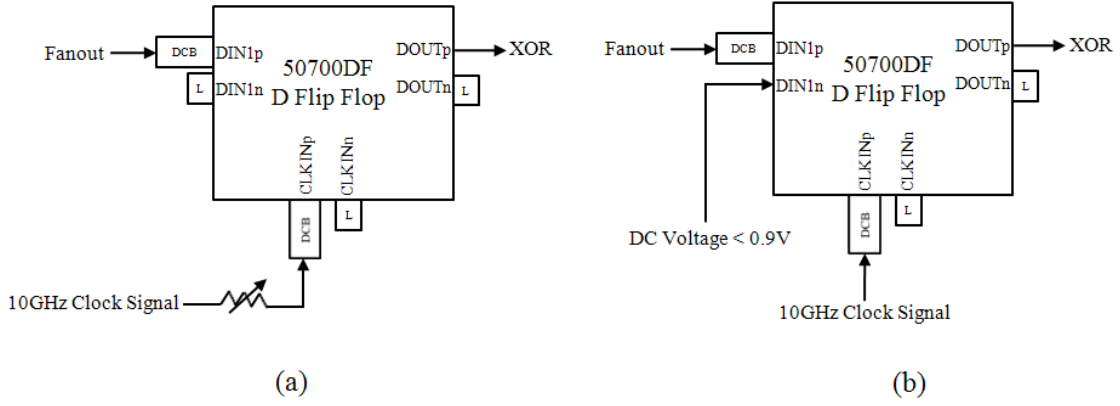 Fanout
DCB
DIN1p
DOUTp
XOR
50700DF
L
DIN1n
DOUTn
L
D Flip Flop
CLKINp
CLKINn
DCB
L
10GHz Clock Signal
(a)
Fanout
DCB
DIN1p
DOUTp
XOR
50700DF
DIN1n
DOUTn
L
D Flip Flop
CLKINp
CLKINn
DCB
L
DC Voltage < 0.9V
10GHz Clock Signal
(b)